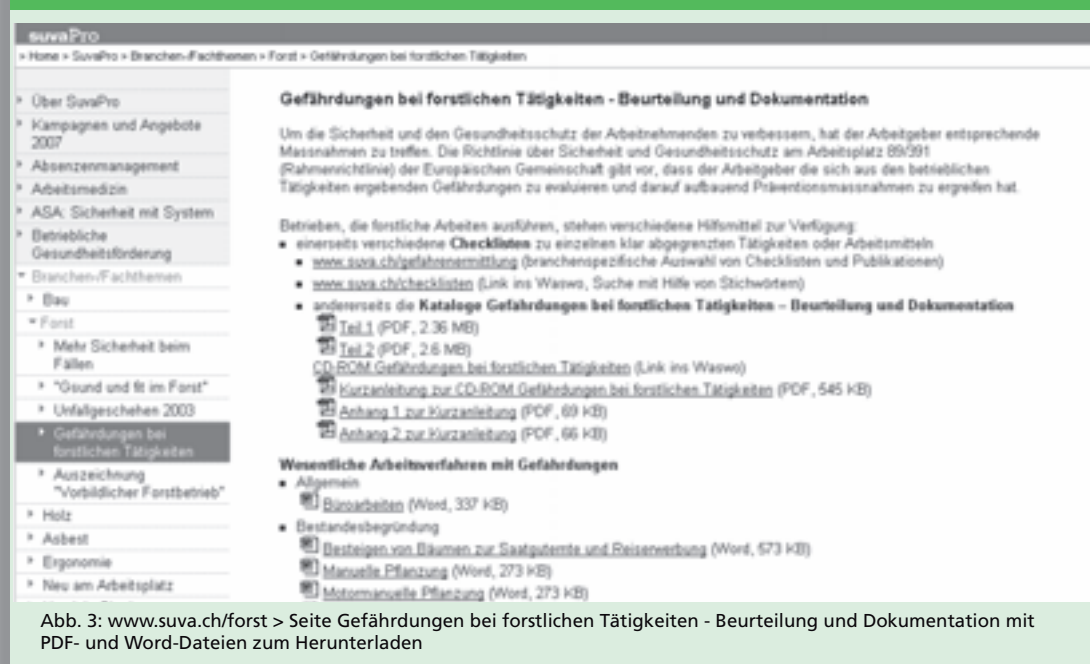 suvaPro
> Home > SuvaPro > Branchen-/Fachthemen > Forst > Gefährdungen bei forstlichen Tätigkeiten
Über SuvaPro
Kampagnen und Angebote
2007
Absenzenmanagement
Arbeitsmedizin
ASA: Sicherheit mit System
Betriebliche
Gesundheitsförderung
Branchen-/Fachthemen
Bau
Forst
Mehr Sicherheit beim
Fällen
"Gsund und fit im Forst"
Unfallgeschehen 2003
Gefährdungen bei
forstlichen Tätigkeiten
Auszeichnung
"Vorbildlicher Forstbetrieb"
Holz
Asbest
Ergonomie
Neu am Arbeitsplatz
Gefährdungen bei forstlichen Tätigkeiten - Beurteilung und Dokumentation
Um die Sicherheit und den Gesundheitsschutz der Arbeitnehmenden zu verbessern, hat der Arbeitgeber entsprechende
Massnahmen zu treffen. Die Richtlinie über Sicherheit und Gesundheitsschutz am Arbeitsplatz 89/391
(Rahmenrichtlinie) der Europäischen Gemeinschaft gibt vor, dass der Arbeitgeber die sich aus den betrieblichen
Tätigkeiten ergebenden Gefährdungen zu evaluieren und darauf aufbauend Präventionsmassnahmen zu ergreifen hat.
Betrieben, die forstliche Arbeiten ausführen, stehen verschiedene Hilfsmittel zur Verfügung:
einerseits verschiedene Checklisten zu einzelnen klar abgegrenzten Tätigkeiten oder Arbeitsmitteln
www.suva.ch/gefahrenermittlung (branchenspezifische Auswahl von Checklisten und Publikationen)
www.suva.ch/checklisten (Link ins Waswo, Suche mit Hilfe von Stichwörtern)
andererseits die Kataloge Gefährdungen bei forstlichen Tätigkeiten – Beurteilung und Dokumentation
Teil 1 (PDF, 2.36 MB)
Teil 2 (PDF, 2.6 MB)
CD-ROM Gefährdungen bei forstlichen Tätigkeiten (Link ins Waswo)
Kurzanleitung zur CD-ROM Gefährdungen bei forstlichen Tätigkeiten (PDF, 545 KB)
Anhang 1 zur Kurzanleitung (PDF, 69 KB)
Anhang 2 zur Kurzanleitung (PDF, 66 KB)
Wesentliche Arbeitsverfahren mit Gefährdungen
Allgemein
Büroarbeiten (Word, 337 KB)
Bestandesbegründung
Besteigen von Bäumen zur Saatguternte und Reiserwerbung (Word, 573 KB)
Manuelle Pflanzung (Word, 273 KB)
Motormanuelle Pflanzung (Word, 273 KB)
Abb. 3: www.suva.ch/forst > Seite Gefährdungen bei forstlichen Tätigkeiten - Beurteilung und Dokumentation mit
PDF- und Word-Dateien zum Herunterladen